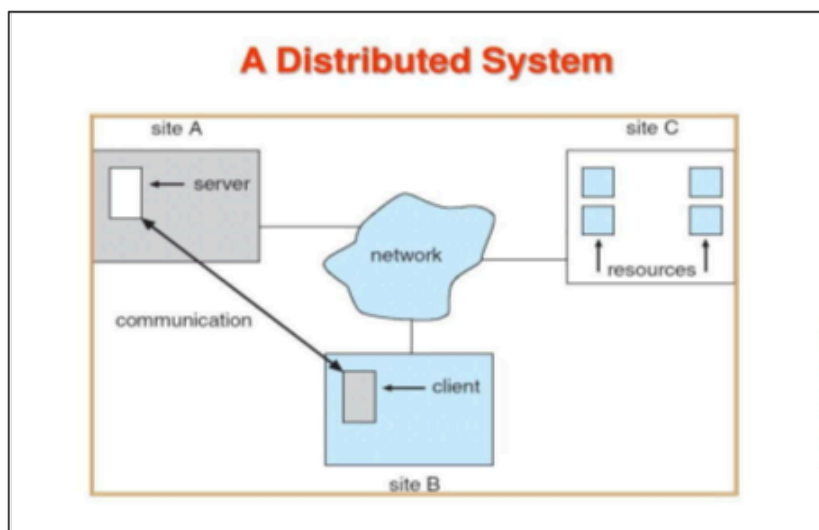 A Distributed System
site A
site C
server
network
resources
communication
client
site B